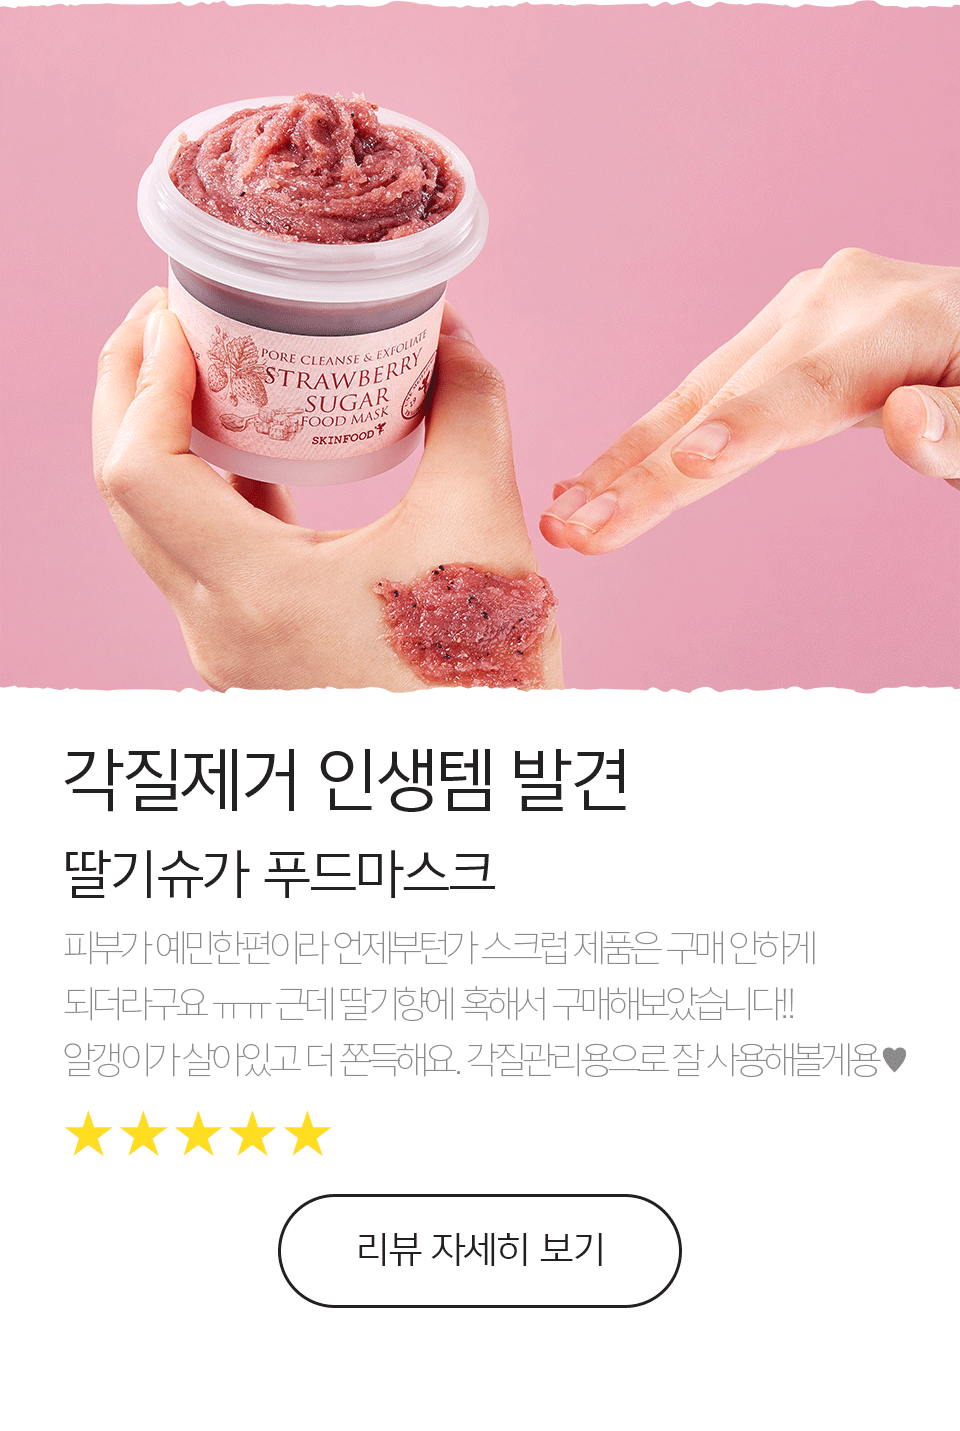 PORE CLEANSE & EXFOLIATE
STRAWBERRY
SUGAR
FOOD MASK
SKINFOOD
각질제거 인생템 발견
딸기슈가 푸드마스크
피부가 예민한편이라 언제부턴가 스크럽 제품은 구매 안하게
되더라구요 ㅠㅠ 근데 딸기향에 혹해서 구매해보았습니다!!
알갱이가 살아있고 더 쫀득해요. 각질관리용으로 잘 사용해볼게용♥
★★★★★
리뷰 자세히 보기